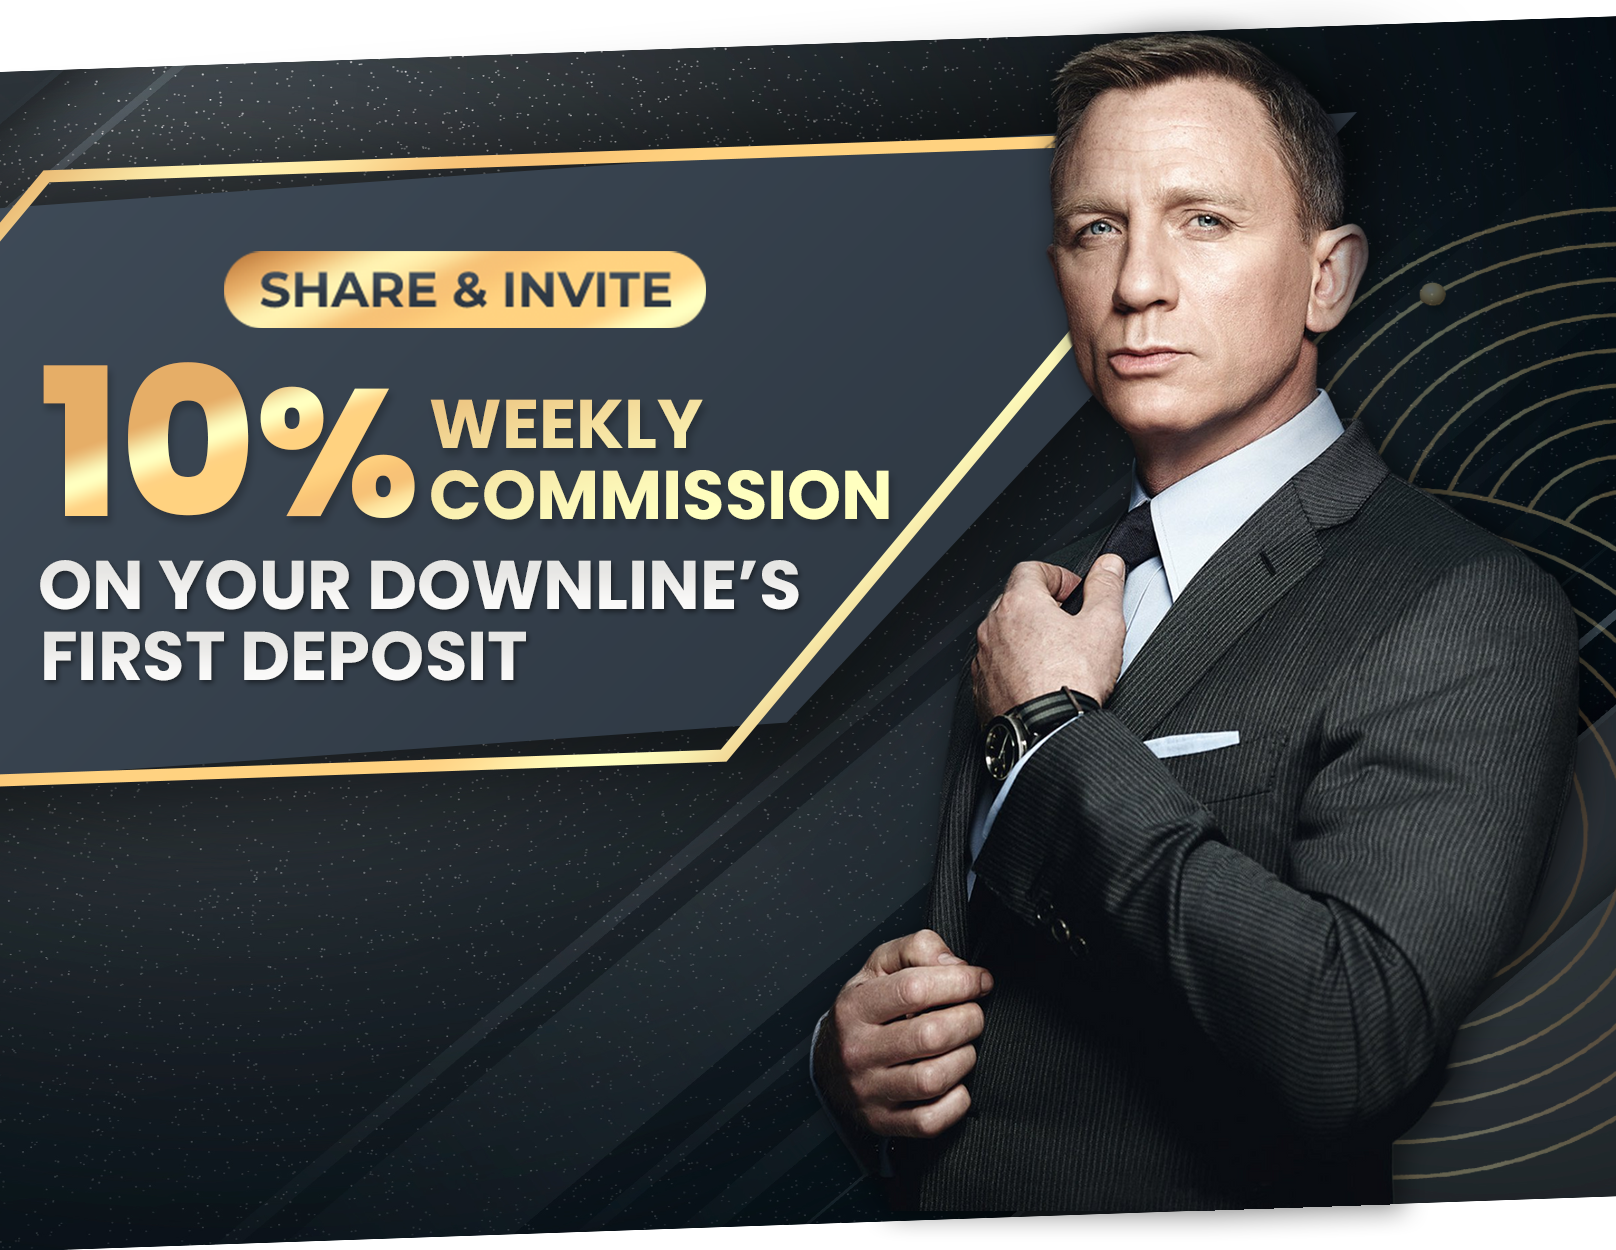 SHARE & INVITE
10% WEEKLY
COMMISSION
ON YOUR DOWNLINE’S
FIRST DEPOSIT